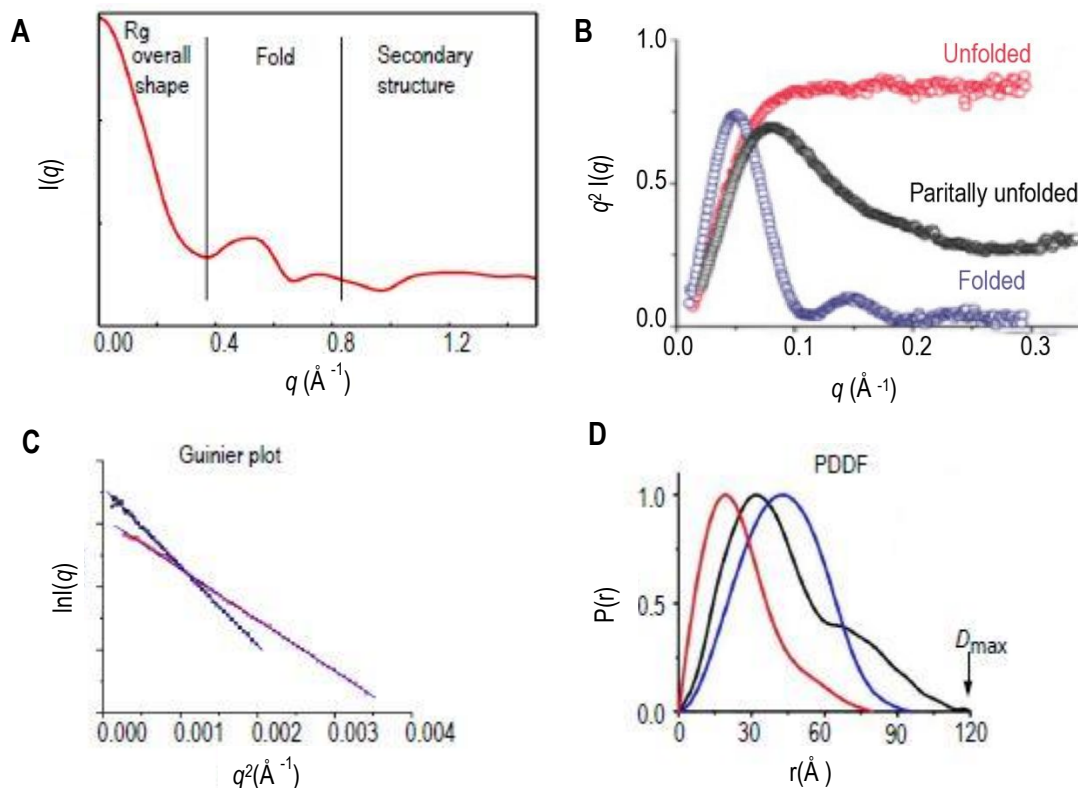 A
Rg
overall
shape
Fold
Secondary
structure
I(q)
0.00
0.4
0.8
1.2
q (Å -1)
B
1.0
0.5
0.0
Unfolded
Paritally unfolded
Folded
q² I(q)
0.0
0.1
0.2
0.3
q (Å -1)
C
Guinier plot
lnI(q)
0.000
0.001
0.002
0.003
0.004
q²(Å -1)
D
PDDF
1.0
0.5
0.0
P(r)
Dmax
0
30
60
90
120
r(Å )